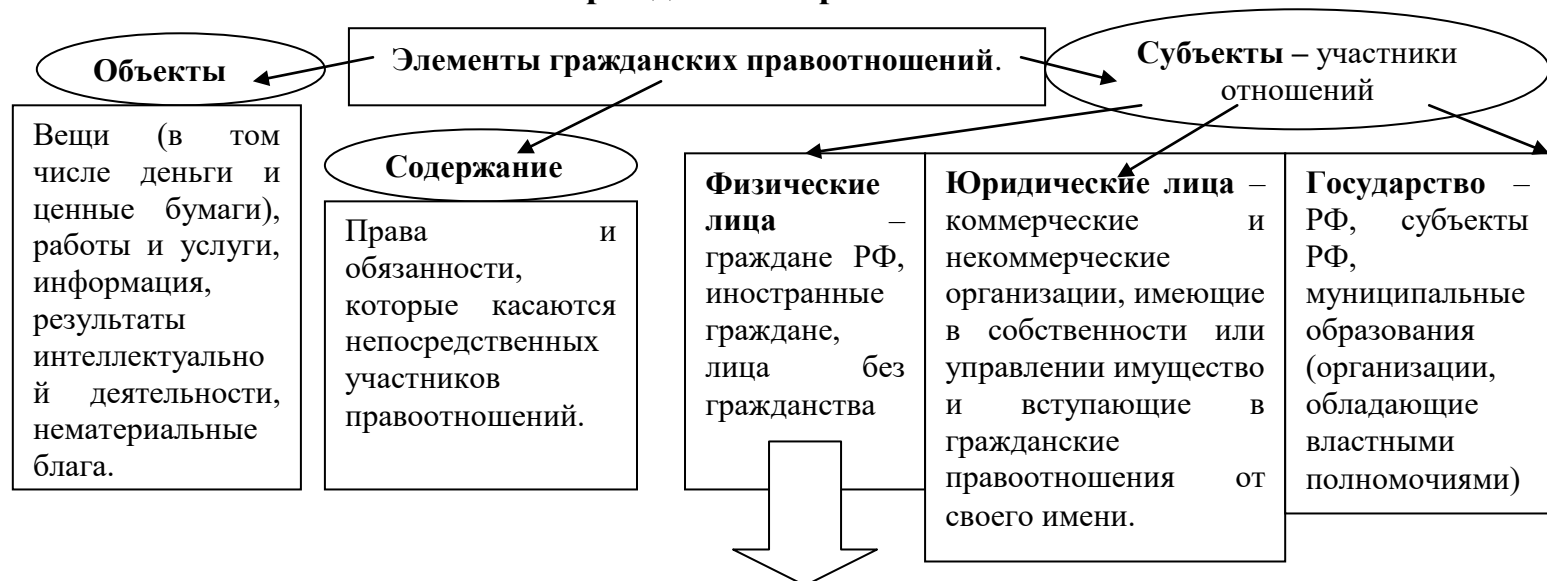 Элементы гражданских правоотношений.
Объекты
Вещи (в том
числе деньги и
ценные бумаги),
работы и услуги,
информация,
результаты
интеллектуально
й деятельности,
нематериальные
блага.
Содержание
Права и
обязанности,
которые касаются
непосредственных
участников
правоотношений.
Субъекты – участники
отношений
Физические
лица –
граждане РФ,
иностранные
граждане,
лица без
гражданства
Юридические лица –
коммерческие и
некоммерческие
организации, имеющие
в собственности или
управлении имущество
и вступающие в
гражданские
правоотношения от
своего имени.
Государство –
РФ, субъекты
РФ,
муниципальные
образования
(организации,
обладающие
властными
полномочиями)